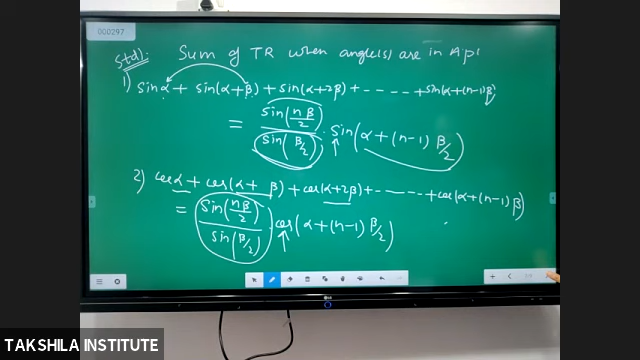 000297
Std: Sum of TR when angle(s) are in AP
1) sinα + sin(α+β) + sin(α+2β) + - - - - - + sin(α+(n-1)β)
= sin(nβ/2) / sin(β/2) · sin(α+(n-1)β/2)
2) cosα + cos(α+β) + cos(α+2β) + - - - - - + cos(α+(n-1)β)
= sin(nβ/2) / sin(β/2) · cos(α+(n-1)β/2)
LG
TAKSHILA INSTITUTE